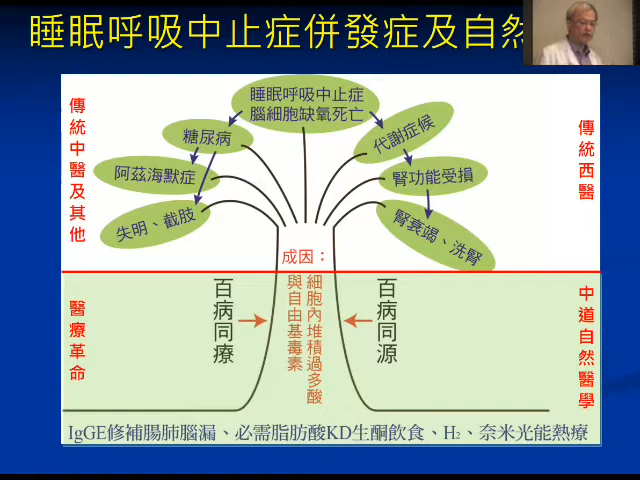 睡眠呼吸中止症併發症及自然
傳統中醫及其他
傳統西醫
睡眠呼吸中止症
腦細胞缺氧死亡
糖尿病
代謝症候
阿茲海默症
腎功能受損
失明、截肢
腎衰竭、洗腎
成因：
細胞內堆積過多酸
與自由基毒素
百病同療
百病同源
醫療革命
中道自然醫學
IgGE修補腸肺腦漏、必需脂肪酸KD生酮飲食、H₂、奈米光能熱療